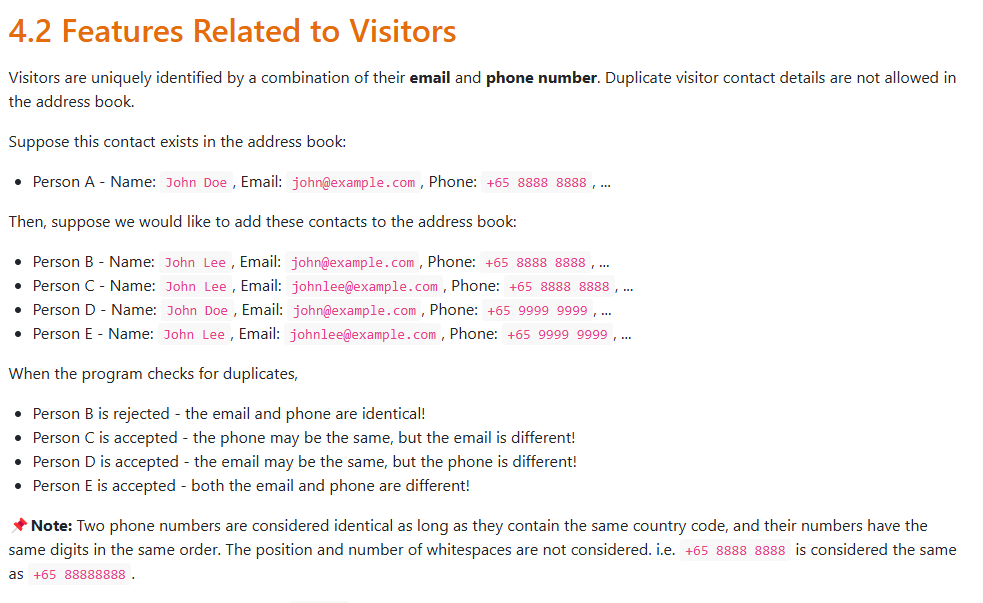 4.2 Features Related to Visitors
Visitors are uniquely identified by a combination of their email and phone number. Duplicate visitor contact details are not allowed in
the address book.
Suppose this contact exists in the address book:
• Person A - Name: John Doe , Email: john@example.com , Phone: +65 8888 8888 , ...
Then, suppose we would like to add these contacts to the address book:
• Person B - Name: John Lee , Email: john@example.com , Phone: +65 8888 8888 , ...
• Person C - Name: John Lee , Email: johnlee@example.com , Phone: +65 8888 8888 , ...
• Person D - Name: John Doe , Email: john@example.com , Phone: +65 9999 9999 , ...
• Person E - Name: John Lee , Email: johnlee@example.com , Phone: +65 9999 9999 , ...
When the program checks for duplicates,
• Person B is rejected - the email and phone are identical!
• Person C is accepted - the phone may be the same, but the email is different!
• Person D is accepted - the email may be the same, but the phone is different!
• Person E is accepted - both the email and phone are different!
📌 Note: Two phone numbers are considered identical as long as they contain the same country code, and their numbers have the
same digits in the same order. The position and number of whitespaces are not considered. i.e. +65 8888 8888 is considered the same
as +65 88888888 .